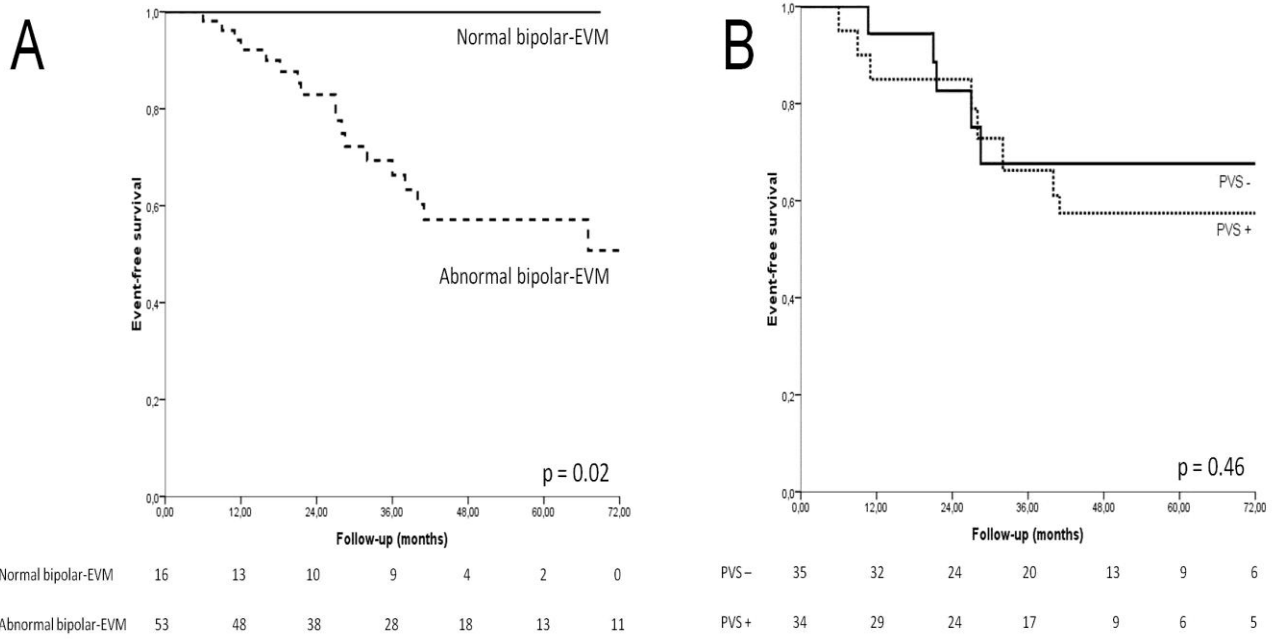 A
1,0
0,8
0,6
0,4
0,2
0,0
Event-free survival
Normal bipolar-EVM
Abnormal bipolar-EVM
p = 0.02
0,00 12,00 24,00 36,00 48,00 60,00 72,00
Follow-up (months)
Normal bipolar-EVM 16 13 10 9 4 2 0
Abnormal bipolar-EVM 53 48 38 28 18 13 11
B
1,0
0,8
0,6
0,4
0,2
0,0
Event-free survival
PVS -
PVS +
p = 0.46
0,00 12,00 24,00 36,00 48,00 60,00 72,00
Follow-up (months)
PVS – 35 32 24 20 13 9 6
PVS + 34 29 24 17 9 6 5